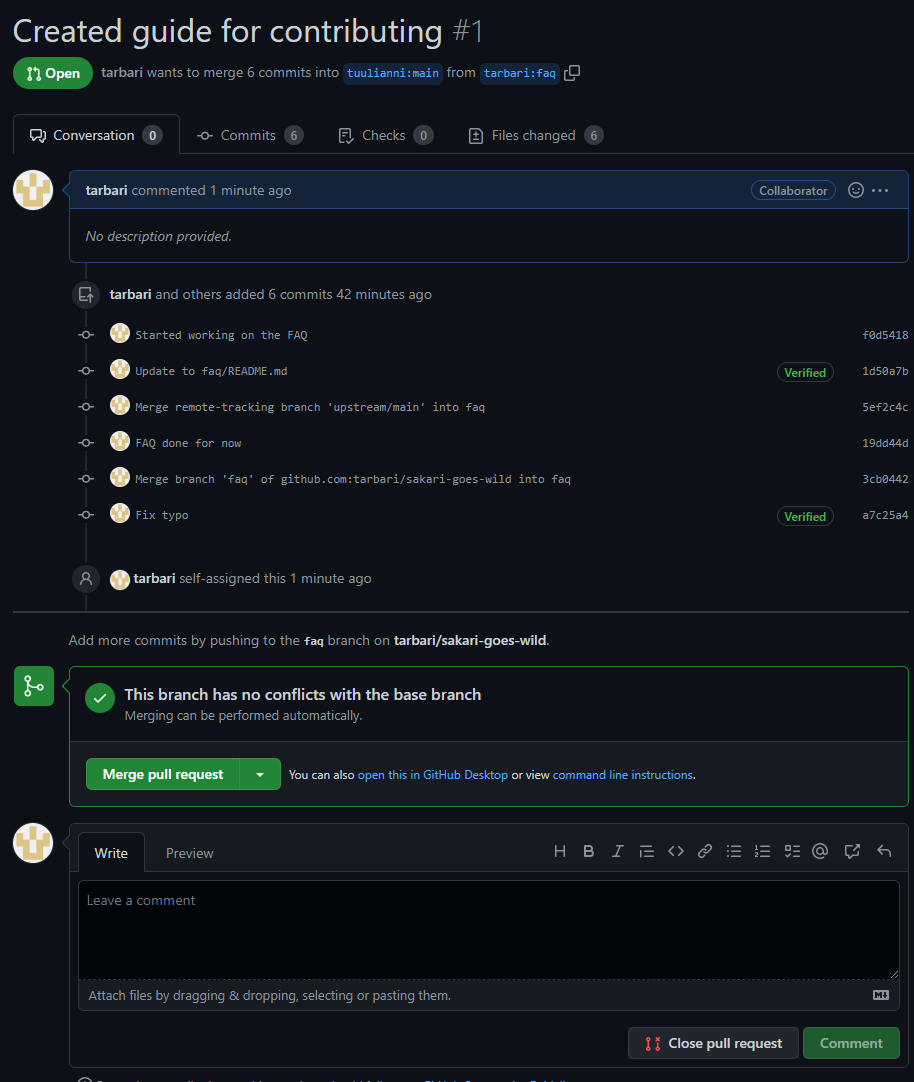 Created guide for contributing #1
Open tarbari wants to merge 6 commits into tuulianni:main from tarbari:faq
Conversation 0 Commits 6 Checks 0 Files changed 6
tarbari commented 1 minute ago Collaborator
No description provided.
tarbari and others added 6 commits 42 minutes ago
Started working on the FAQ f0d5418
Update to faq/README.md Verified 1d50a7b
Merge remote-tracking branch 'upstream/main' into faq 5ef2c4c
FAQ done for now 19dd44d
Merge branch 'faq' of github.com:tarbari/sakari-goes-wild into faq 3cb0442
Fix typo Verified a7c25a4
tarbari self-assigned this 1 minute ago
Add more commits by pushing to the faq branch on tarbari/sakari-goes-wild.
This branch has no conflicts with the base branch
Merging can be performed automatically.
Merge pull request You can also open this in GitHub Desktop or view command line instructions.
Write Preview
Leave a comment
Attach files by dragging & dropping, selecting or pasting them.
Close pull request Comment